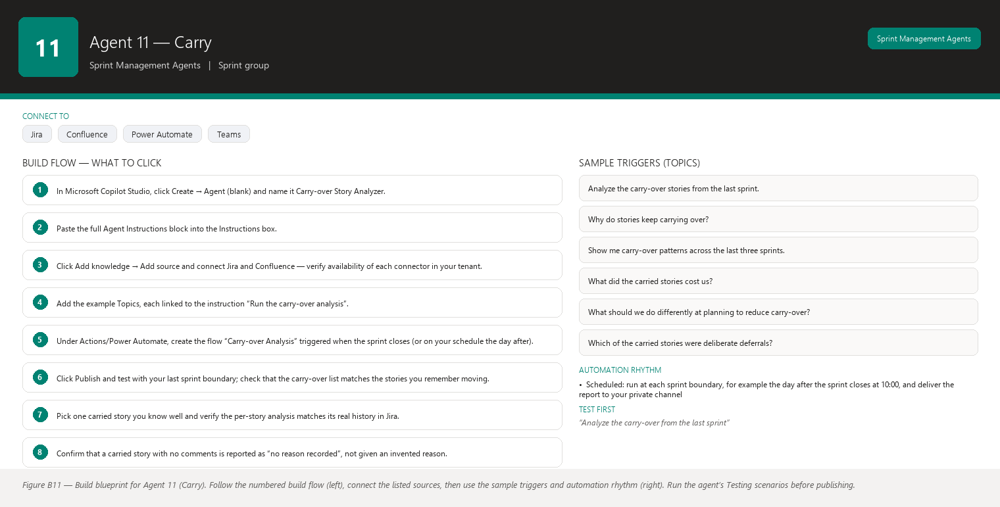 11
Agent 11 — Carry
Sprint Management Agents | Sprint group
Sprint Management Agents
CONNECT TO
Jira
Confluence
Power Automate
Teams
BUILD FLOW — WHAT TO CLICK
1
In Microsoft Copilot Studio, click Create → Agent (blank) and name it Carry-over Story Analyzer.
2
Paste the full Agent Instructions block into the Instructions box.
3
Click Add knowledge → Add source and connect Jira and Confluence — verify availability of each connector in your tenant.
4
Add the example Topics, each linked to the instruction “Run the carry-over analysis”.
5
Under Actions/Power Automate, create the flow “Carry-over Analysis” triggered when the sprint closes (or on your schedule the day after).
6
Click Publish and test with your last sprint boundary; check that the carry-over list matches the stories you remember moving.
7
Pick one carried story you know well and verify the per-story analysis matches its real history in Jira.
8
Confirm that a carried story with no comments is reported as “no reason recorded”, not given an invented reason.
SAMPLE TRIGGERS (TOPICS)
Analyze the carry-over stories from the last sprint.
Why do stories keep carrying over?
Show me carry-over patterns across the last three sprints.
What did the carried stories cost us?
What should we do differently at planning to reduce carry-over?
Which of the carried stories were deliberate deferrals?
AUTOMATION RHYTHM
• Scheduled: run at each sprint boundary, for example the day after the sprint closes at 10:00, and deliver the
report to your private channel
TEST FIRST
“Analyze the carry-over from the last sprint”
Figure B11 — Build blueprint for Agent 11 (Carry). Follow the numbered build flow (left), connect the listed sources, then use the sample triggers and automation rhythm (right). Run the agent's Testing scenarios before publishing.